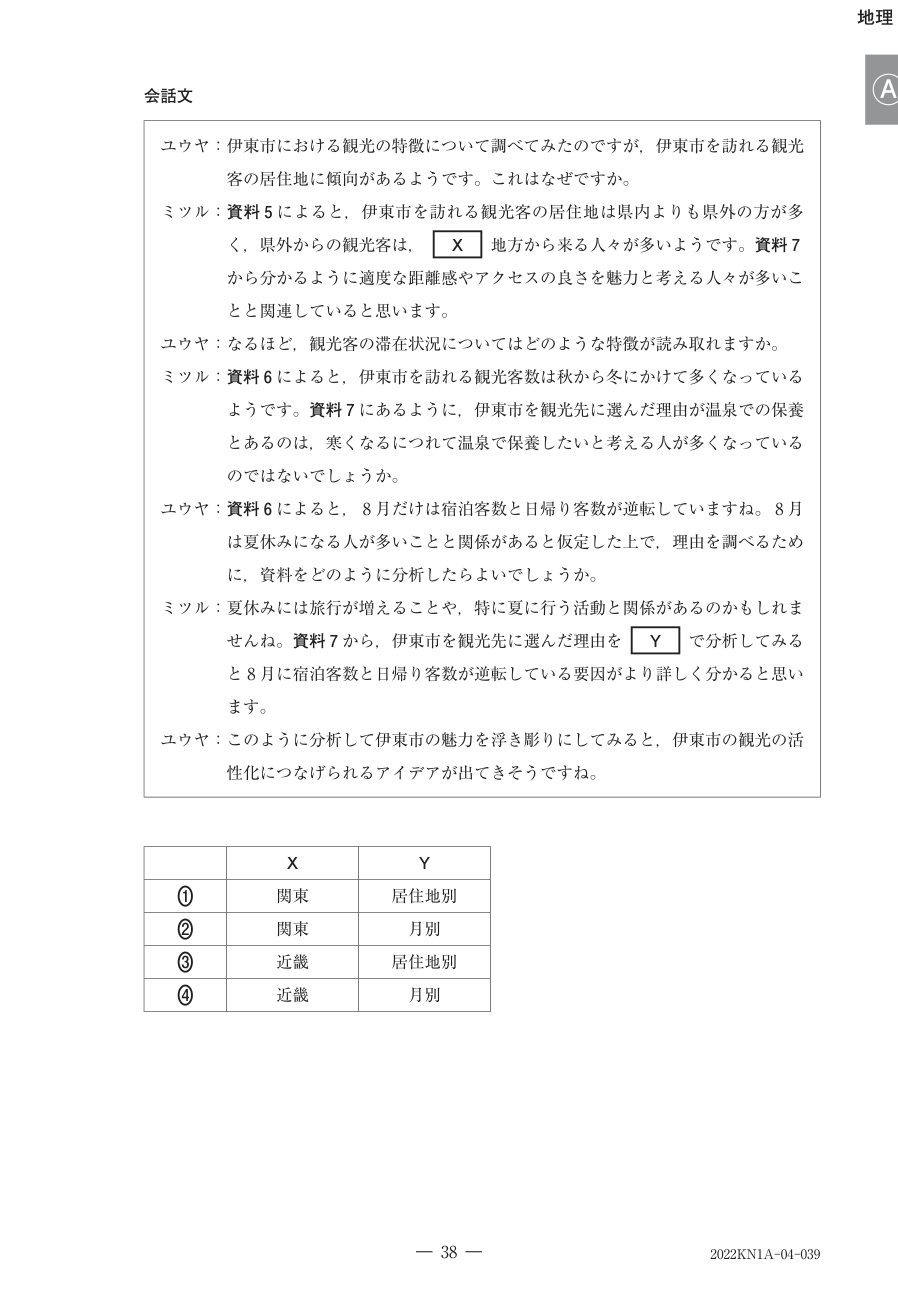 地理
Ⓐ
会話文
ユウヤ：伊東市における観光の特徴について調べてみたのですが，伊東市を訪れる観光
客の居住地に傾向があるようです。これはなぜですか。
ミツル：資料5によると，伊東市を訪れる観光客の居住地は県内よりも県外の方が多
く，県外からの観光客は， X 地方から来る人々が多いようです。資料7
から分かるように適度な距離感やアクセスの良さを魅力と考える人々が多いこ
とと関連していると思います。
ユウヤ：なるほど，観光客の滞在状況についてはどのような特徴が読み取れますか。
ミツル：資料6によると，伊東市を訪れる観光客数は秋から冬にかけて多くなっている
ようです。資料7にあるように，伊東市を観光先に選んだ理由が温泉での保養
とあるのは，寒くなるにつれて温泉で保養したいと考える人が多くなっている
のではないでしょうか。
ユウヤ：資料6によると，８月だけは宿泊客数と日帰り客数が逆転していますね。８月
は夏休みになる人が多いことと関係があると仮定した上で，理由を調べるため
に，資料をどのように分析したらよいでしょうか。
ミツル：夏休みには旅行が増えることや，特に夏に行う活動と関係があるのかもしれま
せんね。資料7から，伊東市を観光先に選んだ理由を Y で分析してみる
と８月に宿泊客数と日帰り客数が逆転している要因がより詳しく分かると思い
ます。
ユウヤ：このように分析して伊東市の魅力を浮き彫りにしてみると，伊東市の観光の活
性化につなげられるアイデアが出てきそうですね。
X Y
① 関東 居住地別
② 関東 月別
③ 近畿 居住地別
④ 近畿 月別
― 38 ―
2022KN1A-04-039